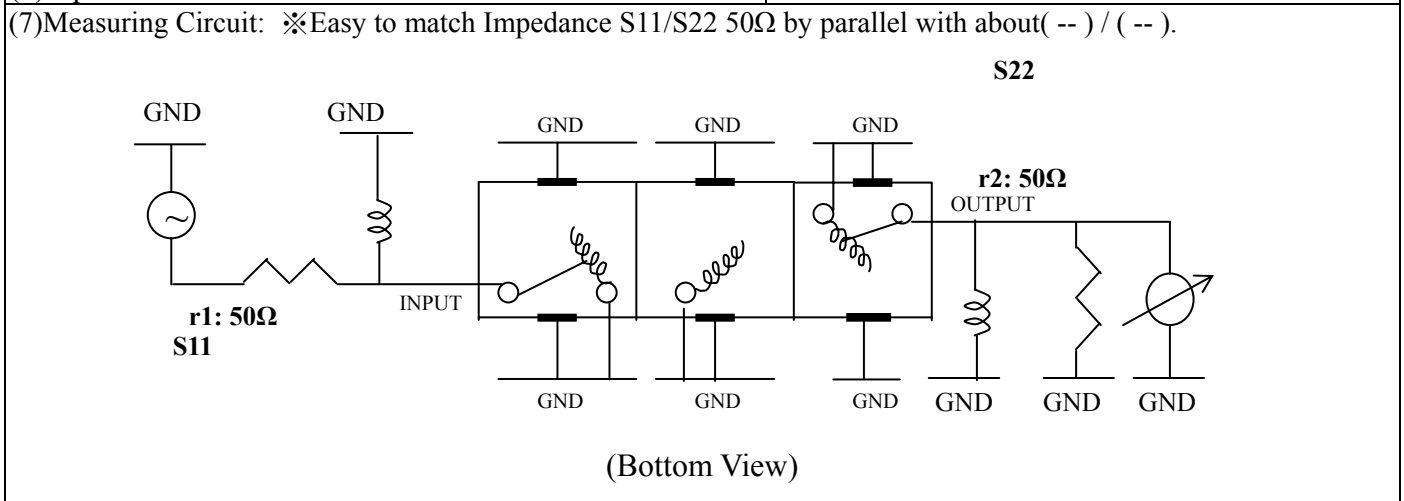 (7)Measuring Circuit: ※Easy to match Impedance S11/S22 50Ω by parallel with about( -- ) / ( -- ).
S22
GND GND GND GND GND
r2: 50Ω
OUTPUT
INPUT
r1: 50Ω
S11
GND GND GND GND GND GND
(Bottom View)